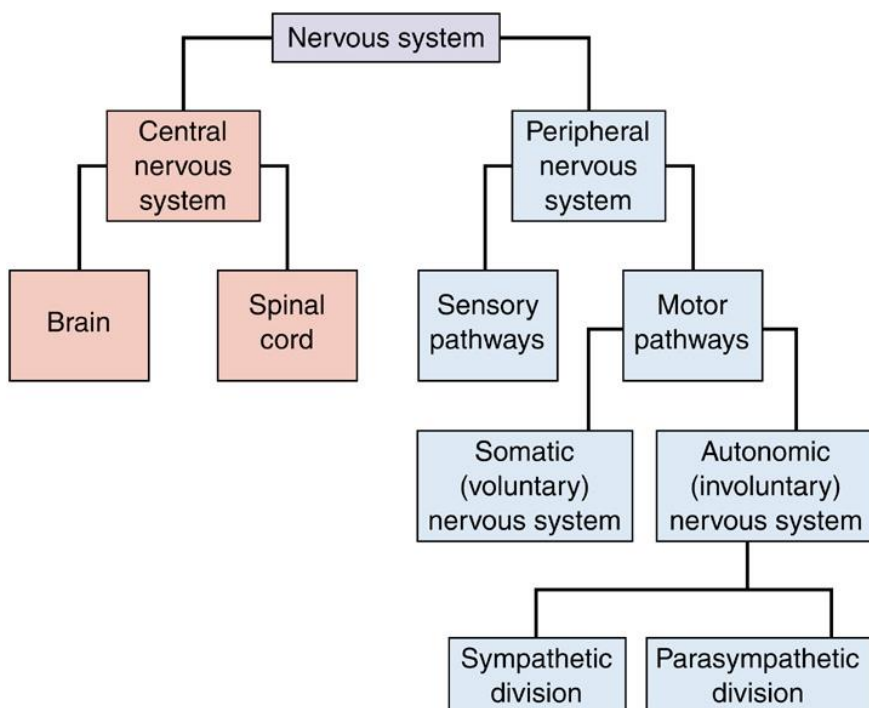 Nervous system
Central
nervous
system
Peripheral
nervous
system
Brain
Spinal
cord
Sensory
pathways
Motor
pathways
Somatic
(voluntary)
nervous system
Autonomic
(involuntary)
nervous system
Sympathetic
division
Parasympathetic
division